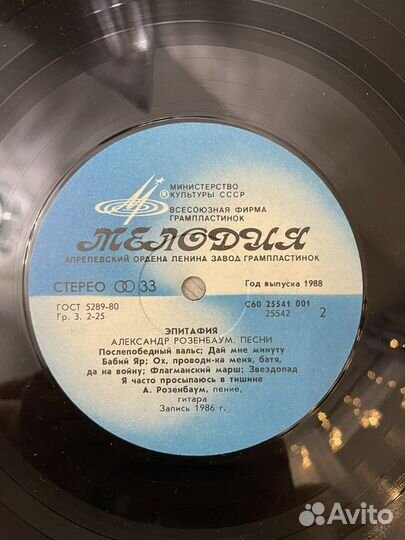 МИНИСТЕРСТВО
КУЛЬТУРЫ СССР
ВСЕСОЮЗНАЯ ФИРМА
ГРАМПЛАСТИНОК
МЕЛОДИЯ
АПРЕЛЕВСКИЙ ОРДЕНА ЛЕНИНА ЗАВОД ГРАМПЛАСТИНОК
СТЕРЕО 33 Год выпуска 1988
ГОСТ 5289-80 С60 25541 001
Гр. 3. 2-25 25542 2
ЭПИТАФИЯ
АЛЕКСАНДР РОЗЕНБАУМ. ПЕСНИ
Послепобедный вальс; Дай мне минуту
Бабий Яр; Ох, проводи-ка меня, батя,
да на войну; Флагманский марш; Звездопад
Я часто просыпаюсь в тишине
А. Розенбаум, пение,
гитара
Запись 1986 г.
Avito